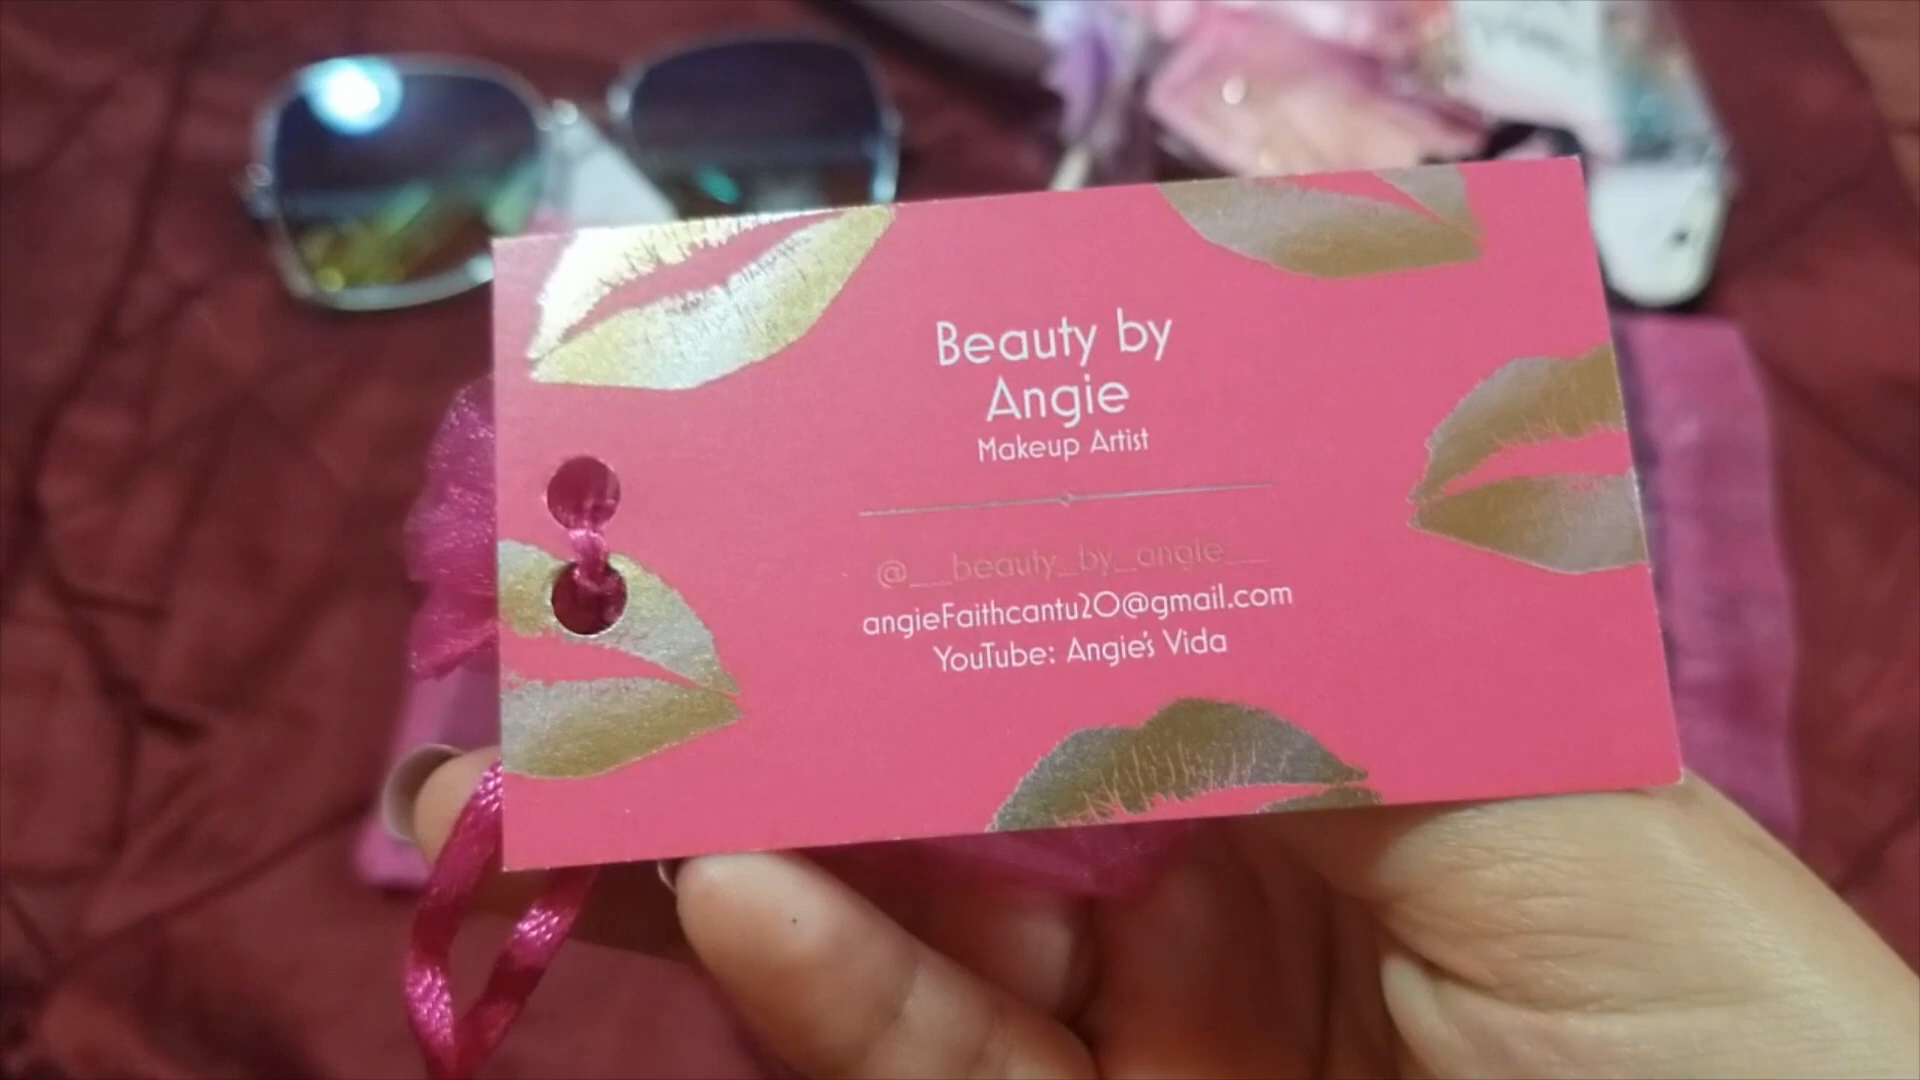 Beauty by
Angie
Makeup Artist
@__beauty_by_angie__
angieFaithcantu20@gmail.com
YouTube: Angie's Vida